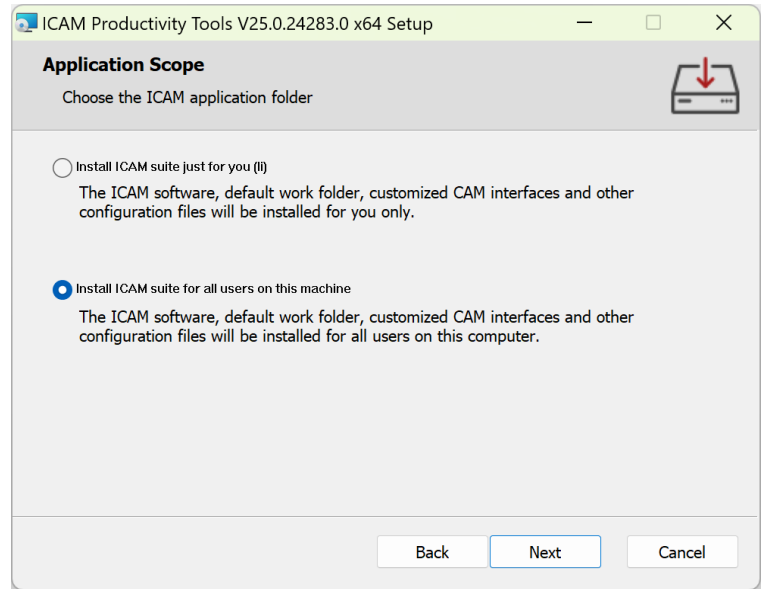 ICAM Productivity Tools V25.0.24283.0 x64 Setup
Application Scope
Choose the ICAM application folder
Install ICAM suite just for you (li)
The ICAM software, default work folder, customized CAM interfaces and other
configuration files will be installed for you only.
Install ICAM suite for all users on this machine
The ICAM software, default work folder, customized CAM interfaces and other
configuration files will be installed for all users on this computer.
Back
Next
Cancel